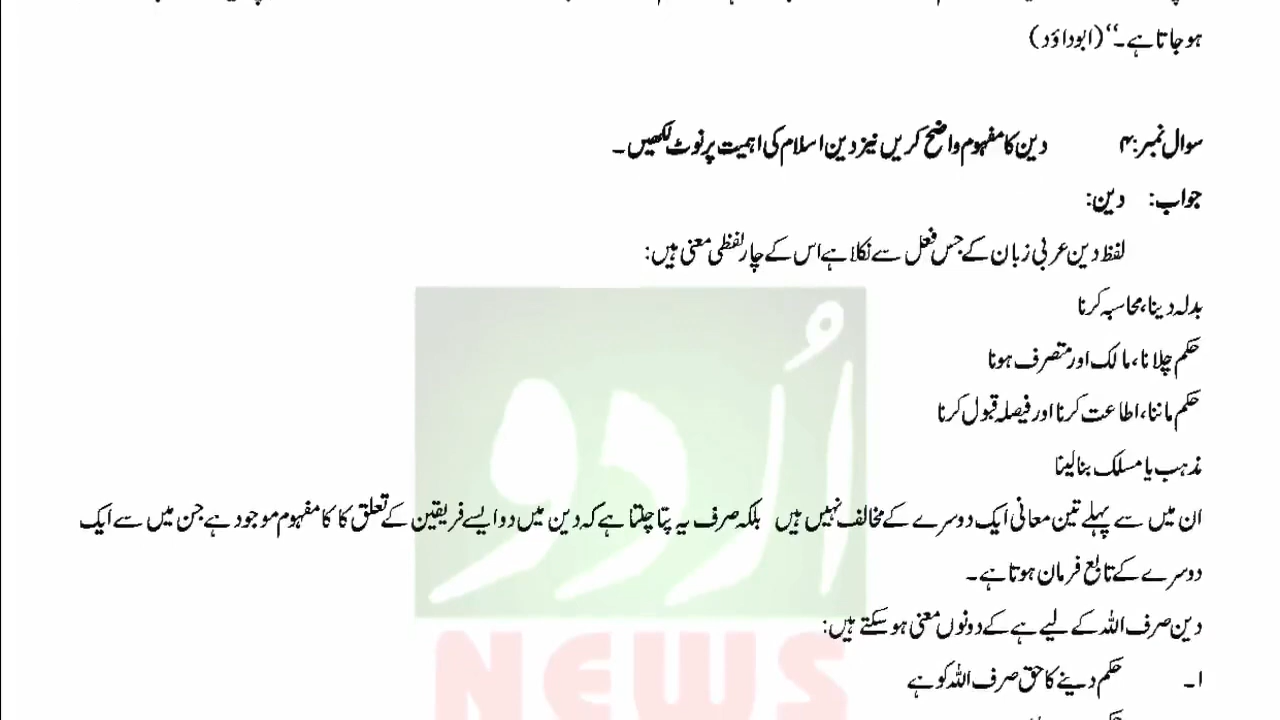 ہو جاتا ہے۔‘‘ (ابوداؤد)
سوال نمبر:۴ دین کا مفہوم واضح کریں نیز دین اسلام کی اہمیت پر نوٹ لکھیں۔
جواب: دین:
لفظ دین عربی زبان کے جس فعل سے نکلا ہے اس کے چار لفظی معنی ہیں:
بدلہ دینا، محاسبہ کرنا
حکم چلانا، مالک اور متصرف ہونا
حکم ماننا، اطاعت کرنا اور فیصلہ قبول کرنا
مذہب یا مسلک بنا لینا
ان میں سے پہلے تین معانی ایک دوسرے کے مخالف نہیں ہیں بلکہ صرف یہ پتا چلتا ہے کہ دین میں دو ایسے فریقین کے تعلق کا کا مفہوم موجود ہے جن میں سے ایک
دوسرے کے تابع فرمان ہوتا ہے۔
دین صرف اللہ کے لیے ہے کے دونوں معنی ہو سکتے ہیں:
۱۔ حکم دینے کا حق صرف اللہ کو ہے
اُردو
NEWS